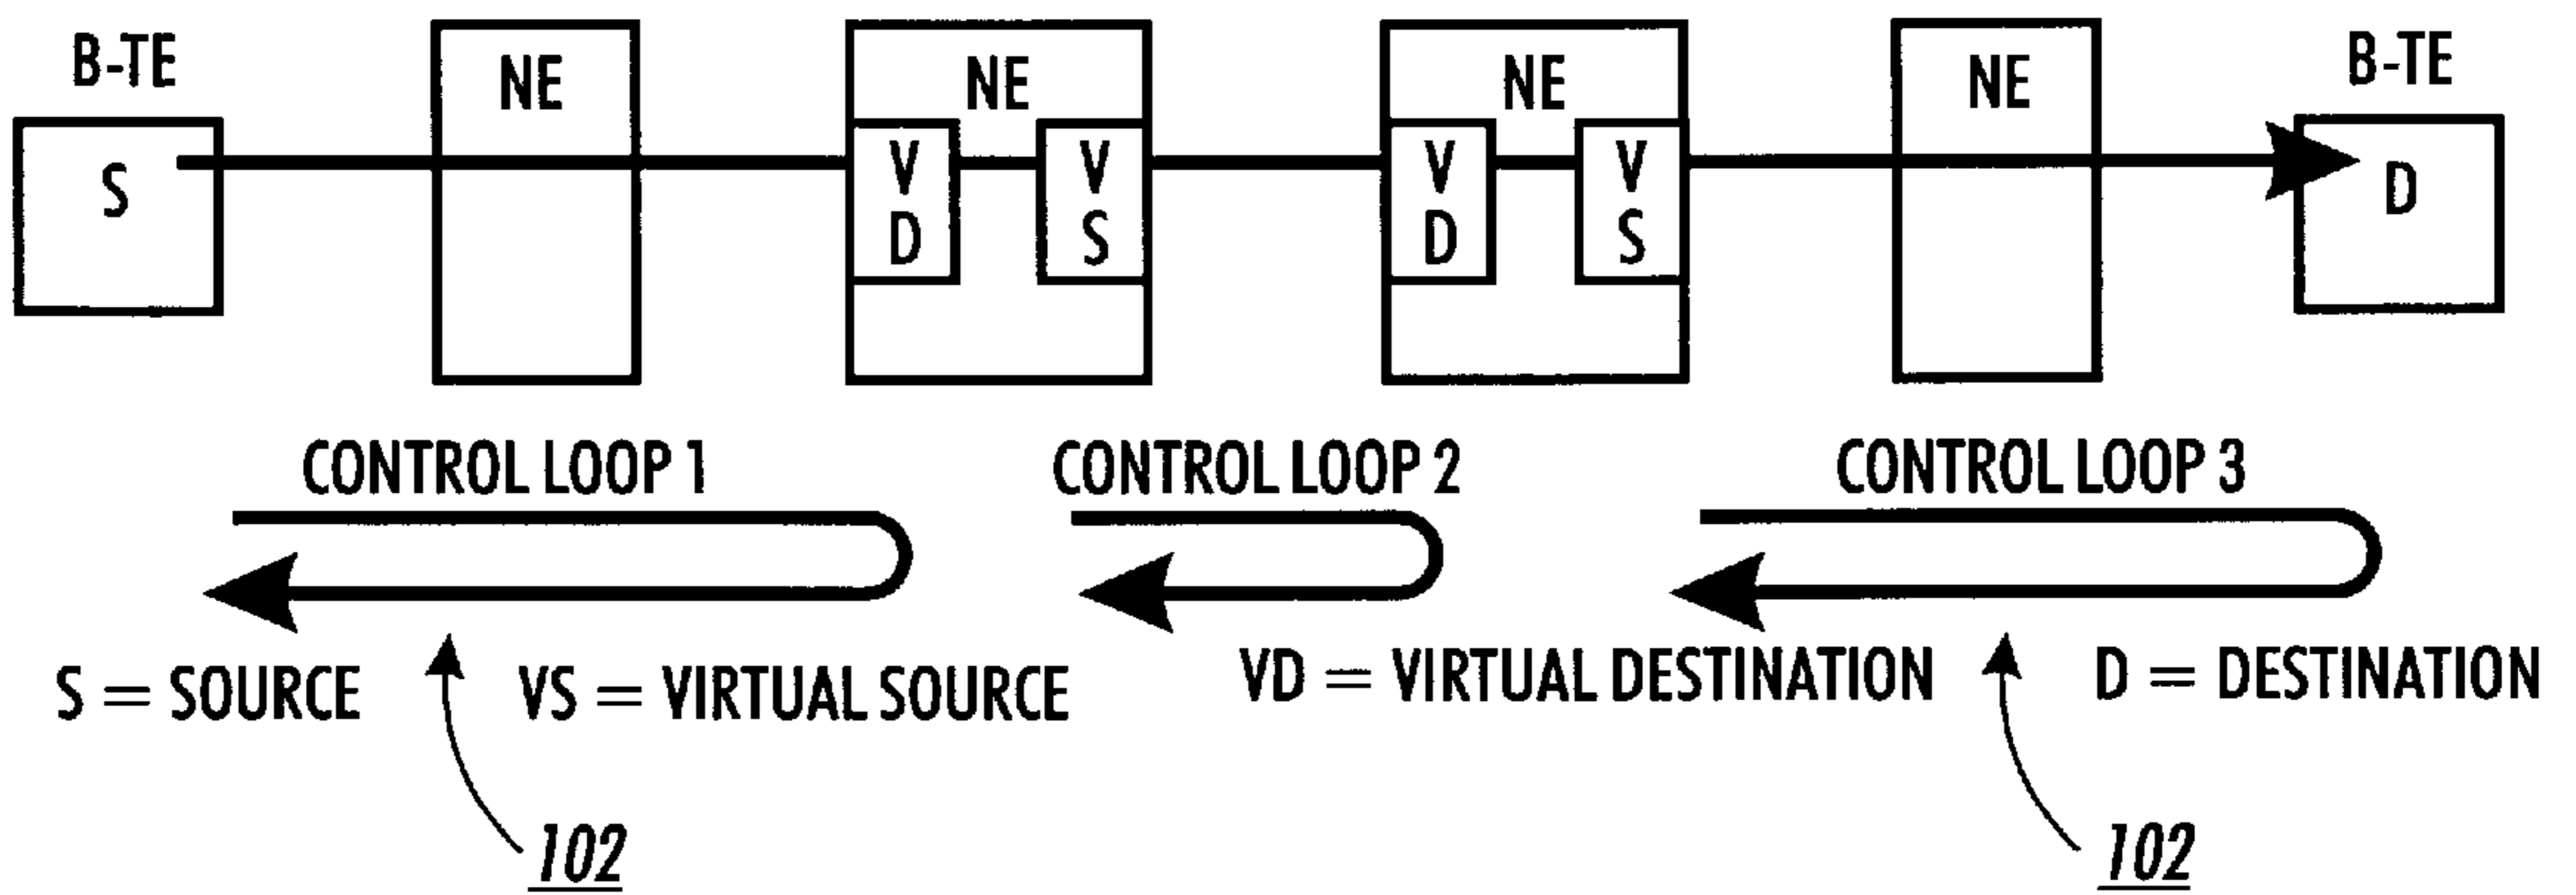 B-TE
NE
NE
NE
NE
B-TE
S
V
D
V
S
V
D
V
S
D
CONTROL LOOP 1
CONTROL LOOP 2
CONTROL LOOP 3
S = SOURCE
VS = VIRTUAL SOURCE
VD = VIRTUAL DESTINATION
D = DESTINATION
102
102